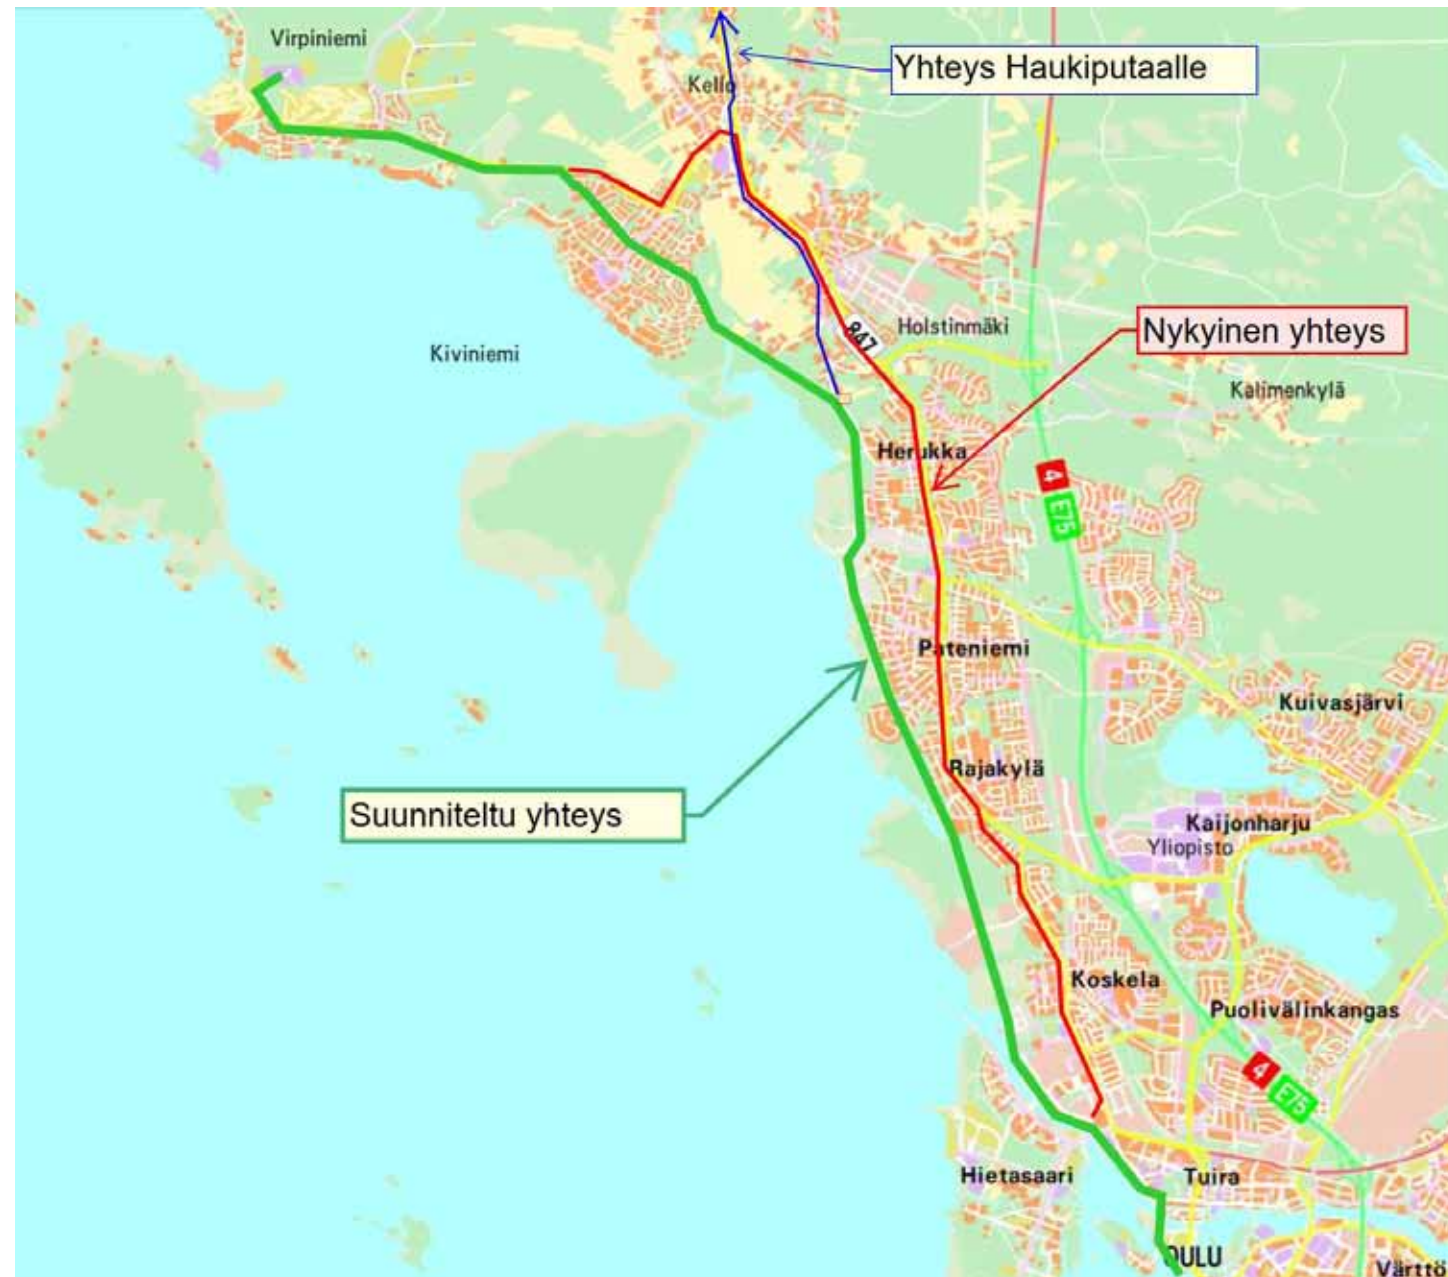 Virpiniemi
Yhteys Haukiputaalle
Kello
847
Holstinmäki
Nykyinen yhteys
Kiviniemi
Kalimenkylä
Herukka
4
E75
Pateniemi
Kuivasjärvi
Rajakylä
Suunniteltu yhteys
Kaijonharju
Yliopisto
Koskela
Puolivälinkangas
4
E75
Hietasaari
Tuira
OULU
Värttö